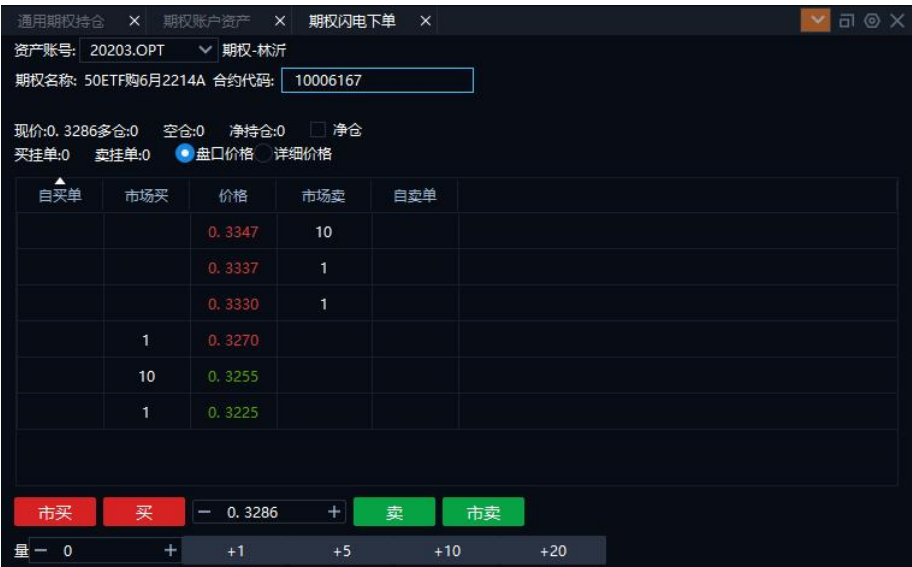 通用期权持仓 × 期权账户资产 × 期权闪电下单 ×
资产账号: 20203.OPT 期权-林沂
期权名称: 50ETF购6月2214A 合约代码: 10006167
现价:0.3286多仓:0 空仓:0 净持仓:0 净仓
买挂单:0 卖挂单:0 盘口价格 详细价格
自买单 市场买 价格 市场卖 自卖单
0.3347 10
0.3337 1
0.3330 1
1 0.3270
10 0.3255
1 0.3225
市买 买 − 0.3286 + 卖 市卖
量 − 0 + +1 +5 +10 +20